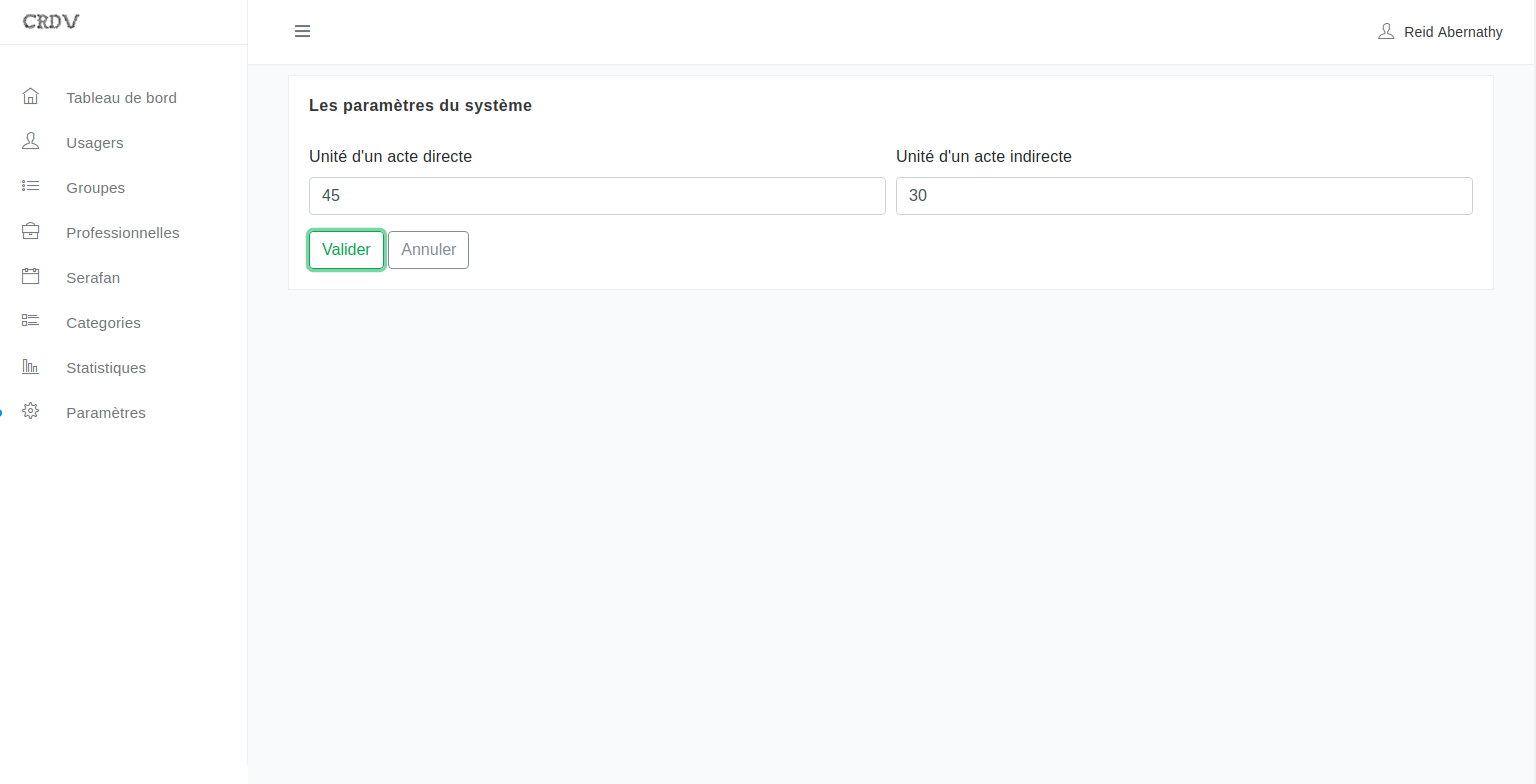 CRDV
Reid Abernathy
Tableau de bord
Usagers
Groupes
Professionnelles
Serafan
Categories
Statistiques
Paramètres
Les paramètres du système
Unité d'un acte directe
Unité d'un acte indirecte
45
30
Valider
Annuler